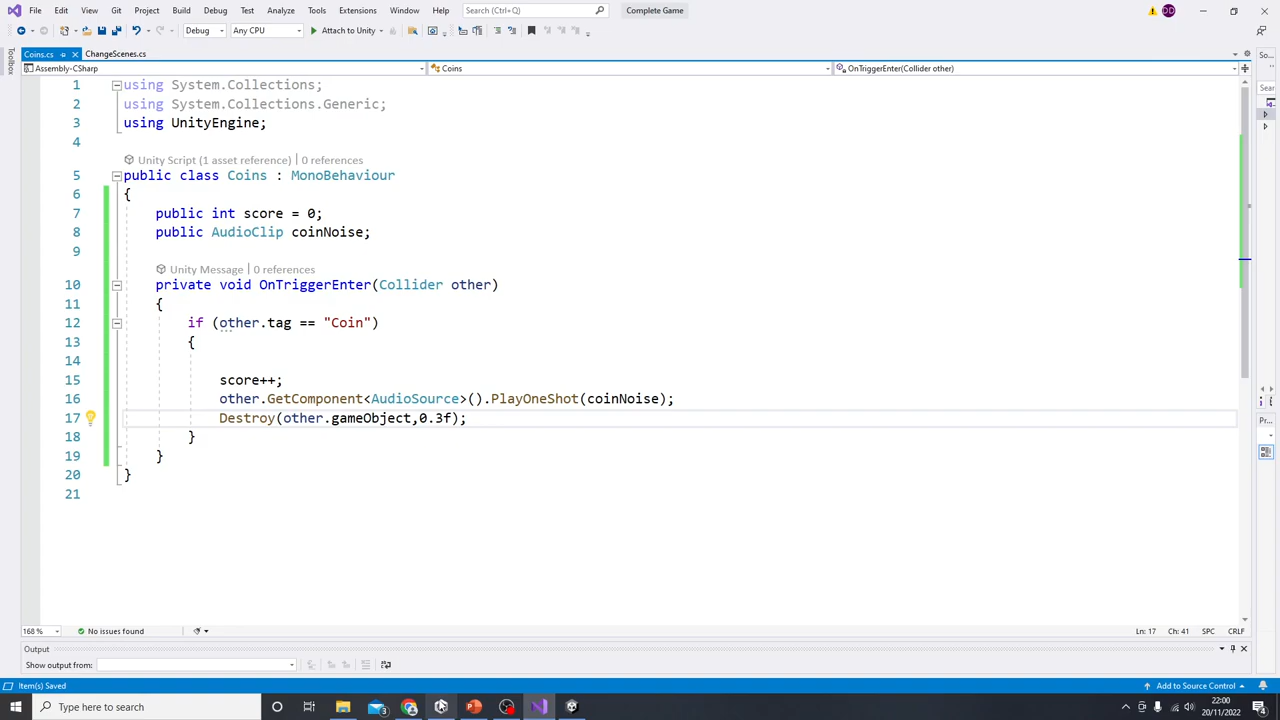 File Edit View Git Project Build Debug Test Analyze Tools Extensions Window Help Search (Ctrl+Q) Complete Game DD
Debug Any CPU Attach to Unity
Coins.cs ChangeScenes.cs
Assembly-CSharp Coins OnTriggerEnter(Collider other)
Toolbox
1 using System.Collections;
2 using System.Collections.Generic;
3 using UnityEngine;
4
Unity Script (1 asset reference) | 0 references
5 public class Coins : MonoBehaviour
6 {
7 public int score = 0;
8 public AudioClip coinNoise;
9
Unity Message | 0 references
10 private void OnTriggerEnter(Collider other)
11 {
12 if (other.tag == "Coin")
13 {
14
15 score++;
16 other.GetComponent<AudioSource>().PlayOneShot(coinNoise);
17 Destroy(other.gameObject,0.3f);
18 }
19 }
20 }
21
So...
Sear
Pr...
168 % No issues found Ln: 17 Ch: 41 SPC CRLF
Output
Show output from:
Item(s) Saved Add to Source Control
Type here to search 3 22:00
20/11/2022